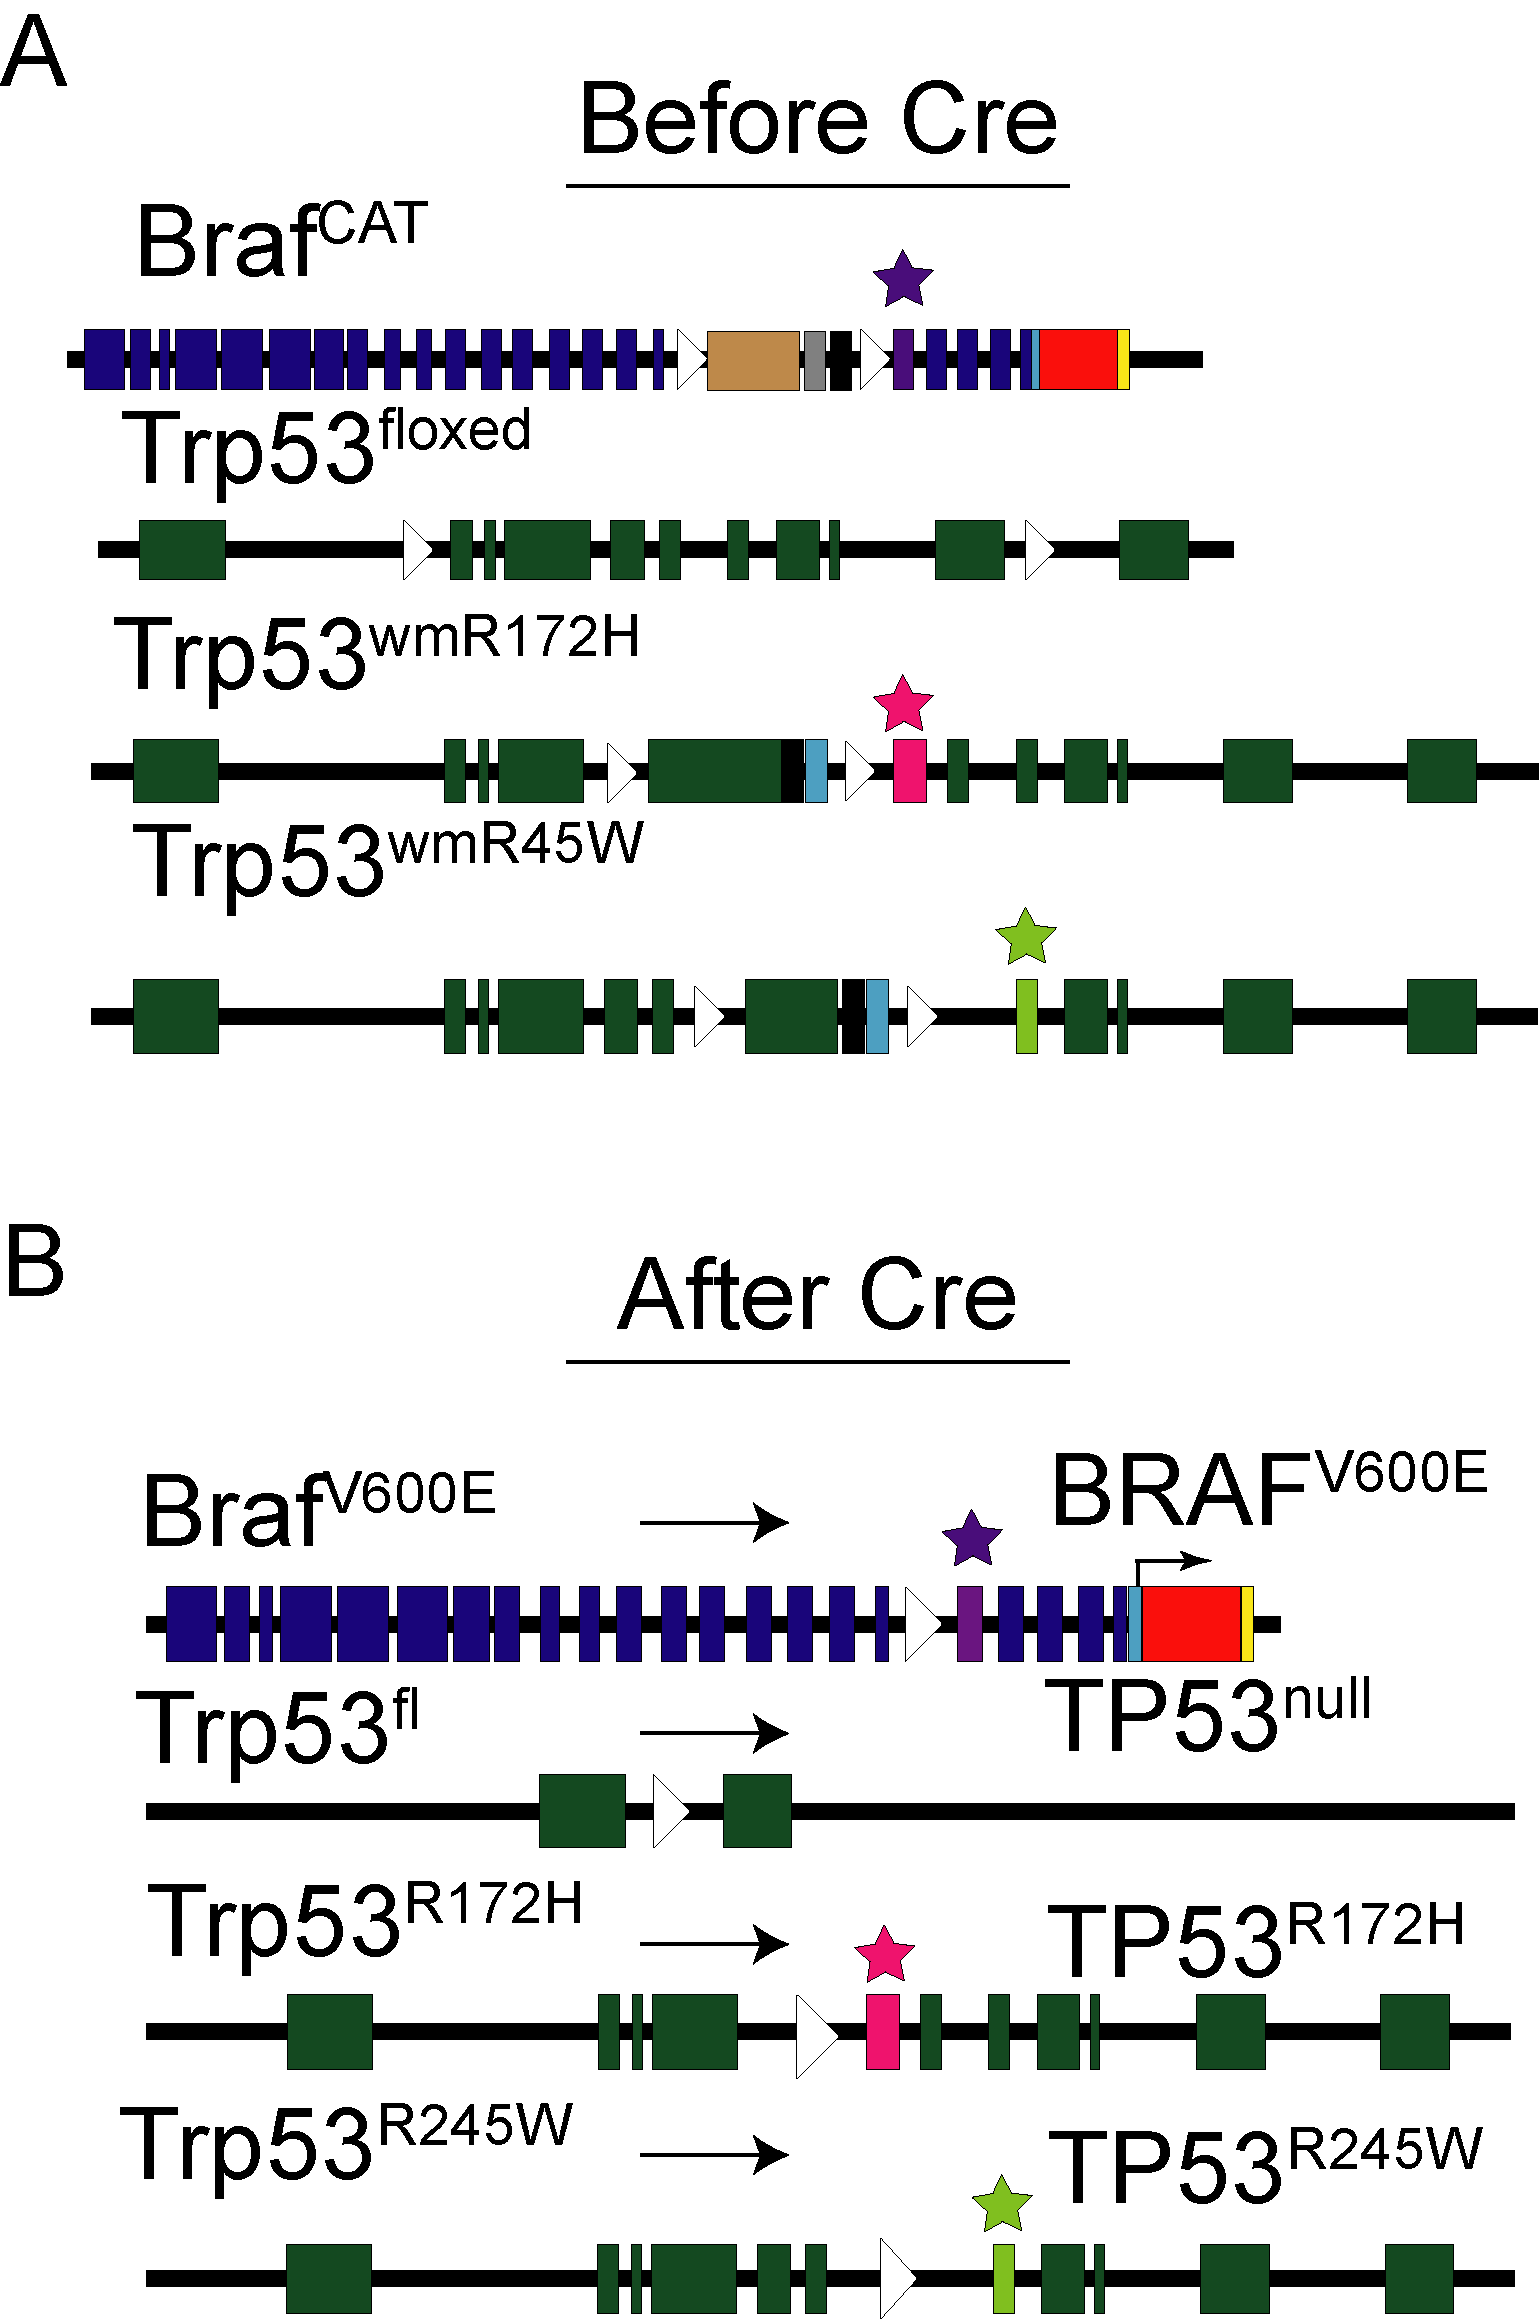 A
Before Cre
BrafCAT
Trp53floxed
Trp53wmR172H
Trp53wmR45W
B
After Cre
BrafV600E BRAFV600E
Trp53fl TP53null
Trp53R172H TP53R172H
Trp53R245W TP53R245W